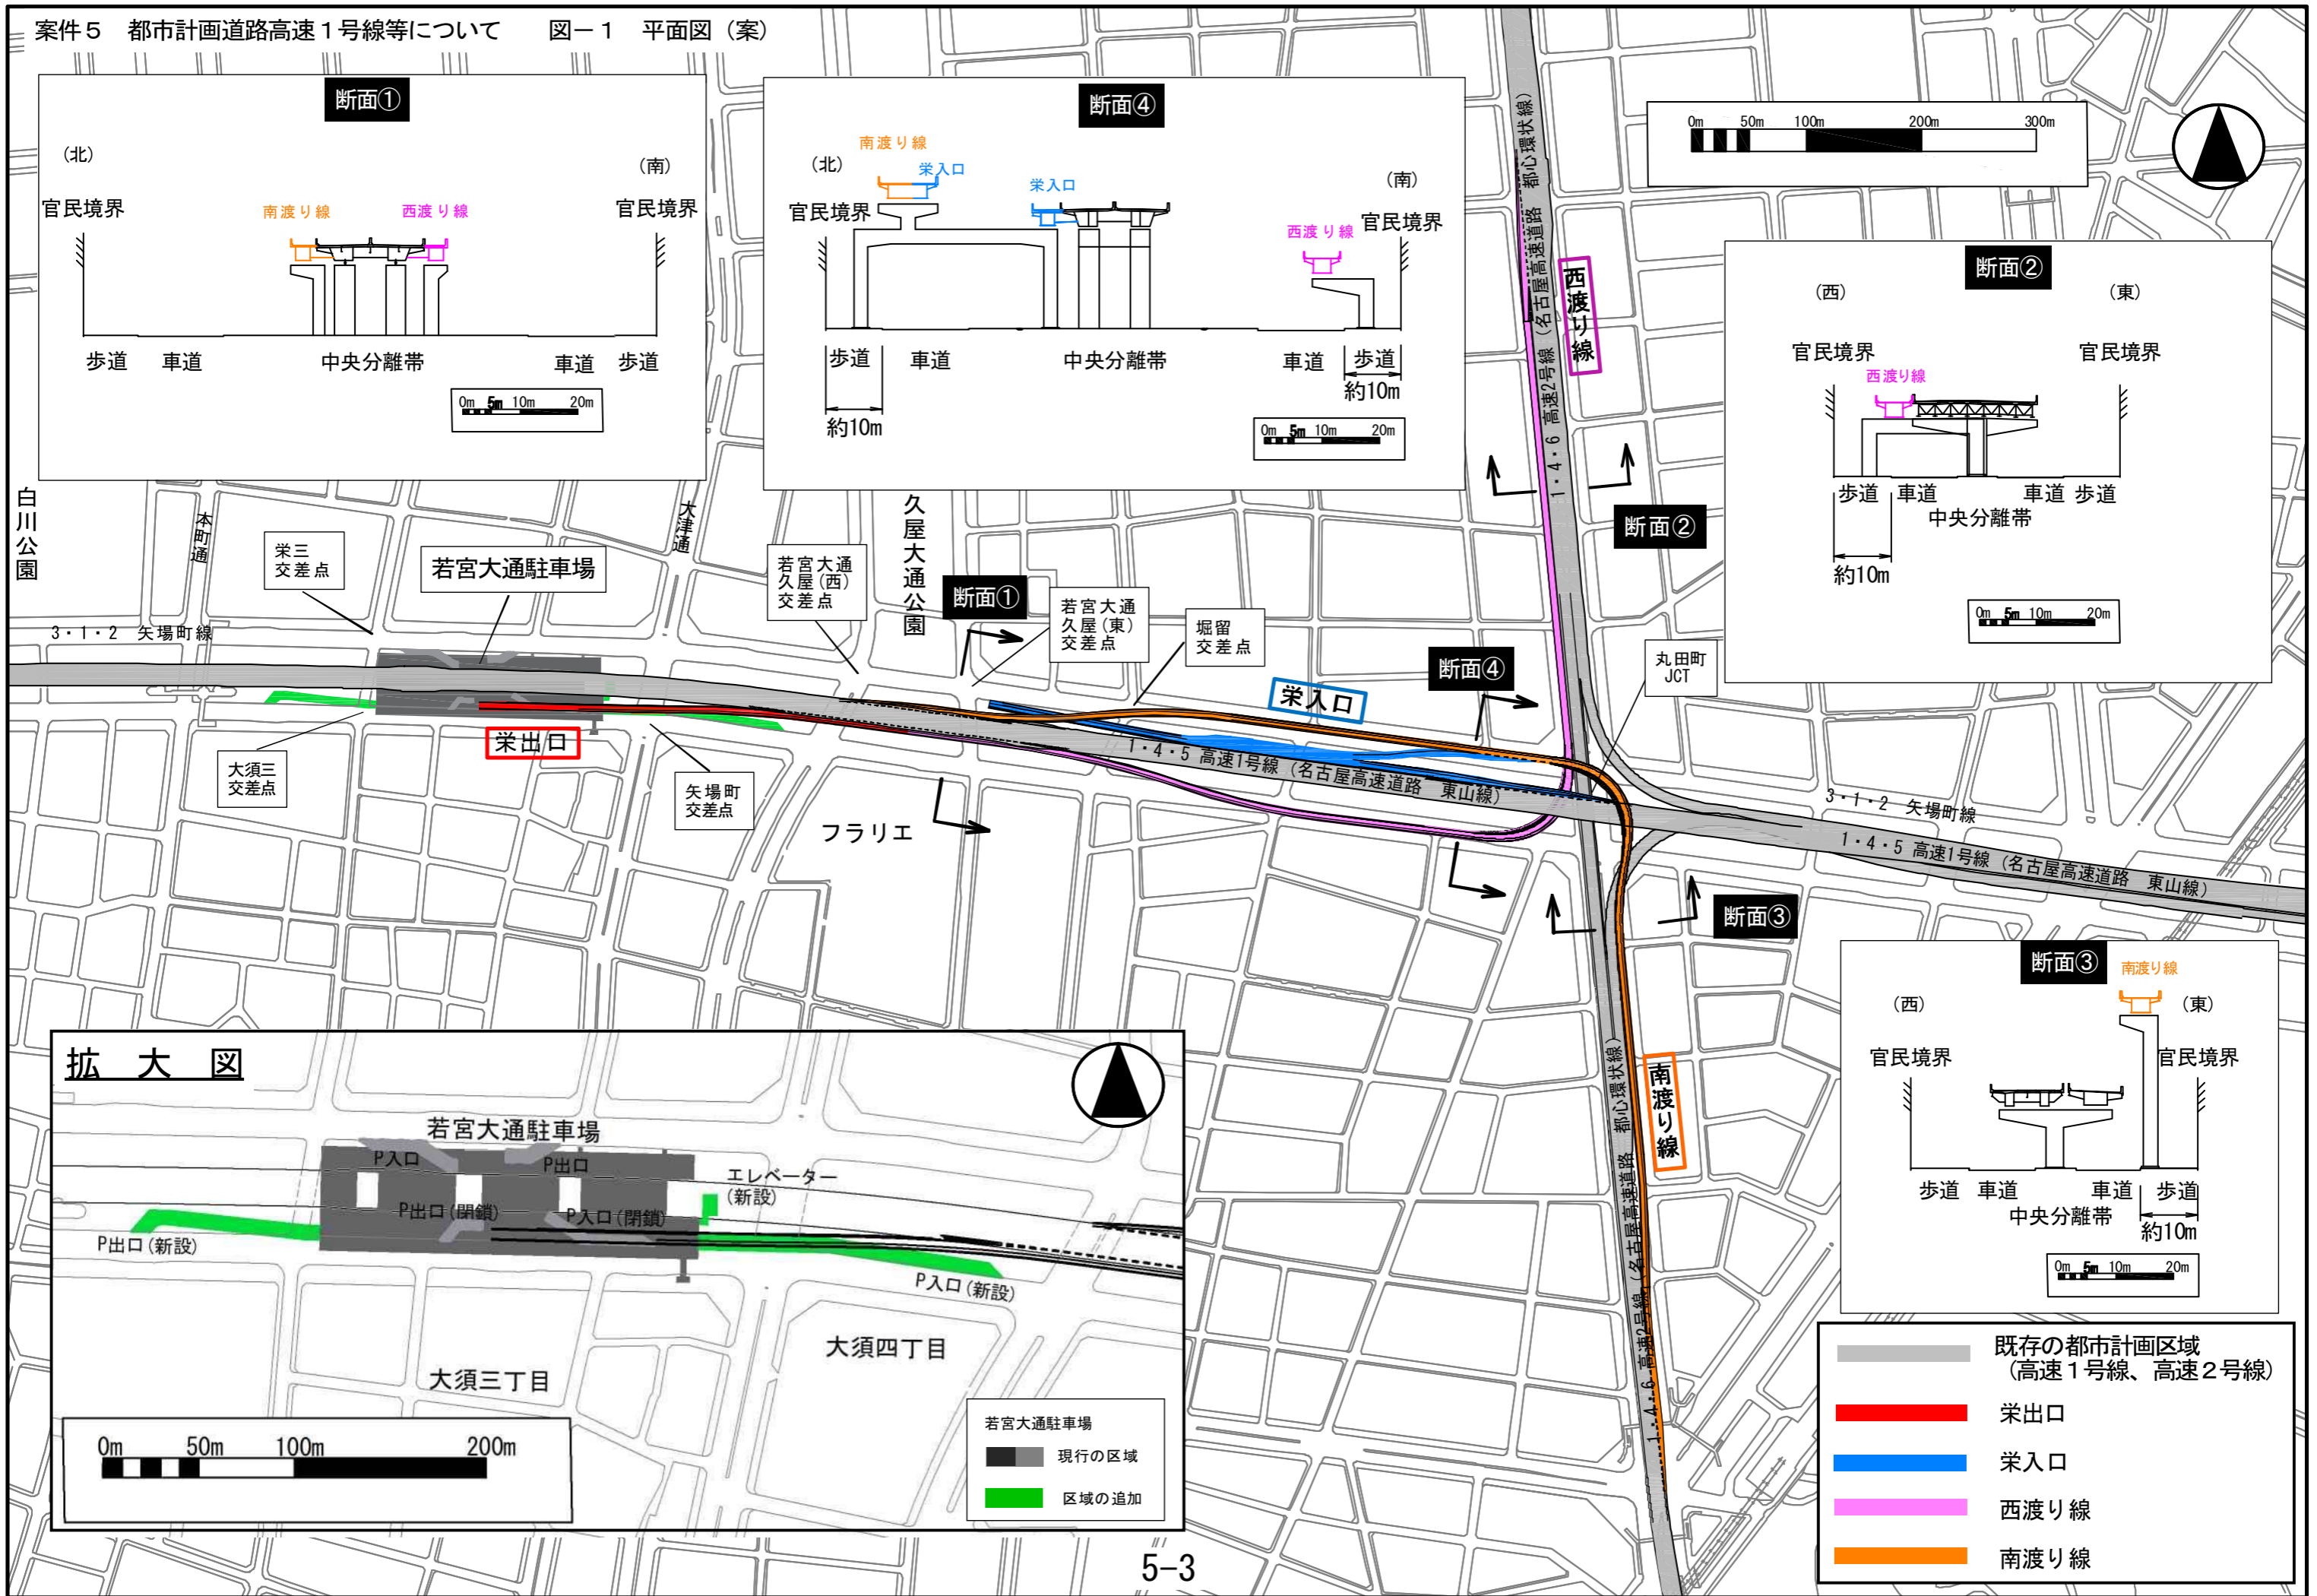 案件５　都市計画道路高速１号線等について　　図－１　平面図（案）
断面①
（北）
（南）
官民境界
南渡り線
西渡り線
官民境界
歩道
車道
中央分離帯
車道
歩道
0m 5m 10m 20m
断面④
南渡り線
（北）
栄入口
栄入口
（南）
官民境界
西渡り線
官民境界
歩道
車道
中央分離帯
車道
歩道
約10m
約10m
0m 5m 10m 20m
0m 50m 100m 200m 300m
断面②
（西）
（東）
官民境界
官民境界
西渡り線
歩道
車道
車道
歩道
中央分離帯
約10m
0m 5m 10m 20m
1・4・6 高速2号線（名古屋高速道路　都心環状線）
西渡り線
断面②
白川公園
本町通
栄三
交差点
若宮大通駐車場
大津通
若宮大通
久屋(西)
交差点
久屋大通公園
断面①
若宮大通
久屋(東)
交差点
堀留
交差点
断面④
丸田町
JCT
3・1・2　矢場町線
栄入口
栄出口
大須三
交差点
矢場町
交差点
フラリエ
1・4・5 高速1号線（名古屋高速道路　東山線）
3・1・2 矢場町線
1・4・5 高速1号線（名古屋高速道路　東山線）
断面③
断面③
南渡り線
（西）
（東）
官民境界
官民境界
歩道
車道
車道
歩道
中央分離帯
約10m
0m 5m 10m 20m
南渡り線
1・4・6 高速2号線（名古屋高速道路　都心環状線）
拡　大　図
若宮大通駐車場
P入口
P出口
エレベーター
(新設)
P出口(閉鎖)
P入口(閉鎖)
P出口(新設)
P入口(新設)
大須四丁目
大須三丁目
0m 50m 100m 200m
若宮大通駐車場
現行の区域
区域の追加
既存の都市計画区域
（高速１号線、高速２号線）
栄出口
栄入口
西渡り線
南渡り線
5-3